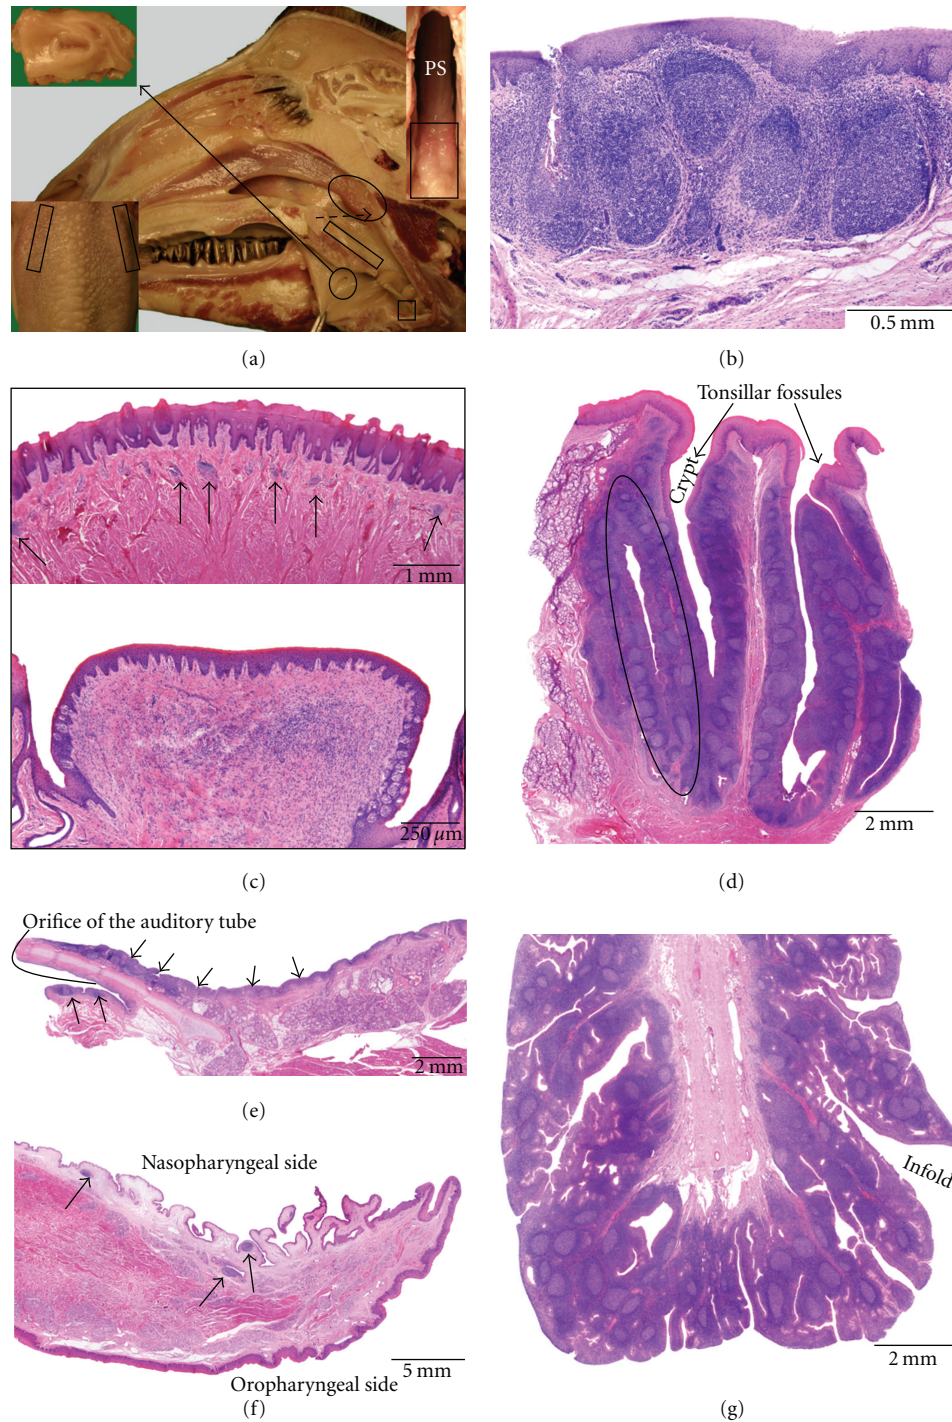 PS
(a)
0.5 mm
(b)
1 mm
250 µm
(c)
Tonsillar fossules
Crypt
2 mm
(d)
Orifice of the auditory tube
2 mm
(e)
Nasopharyngeal side
5 mm
Oropharyngeal side
(f)
Infold
2 mm
(g)